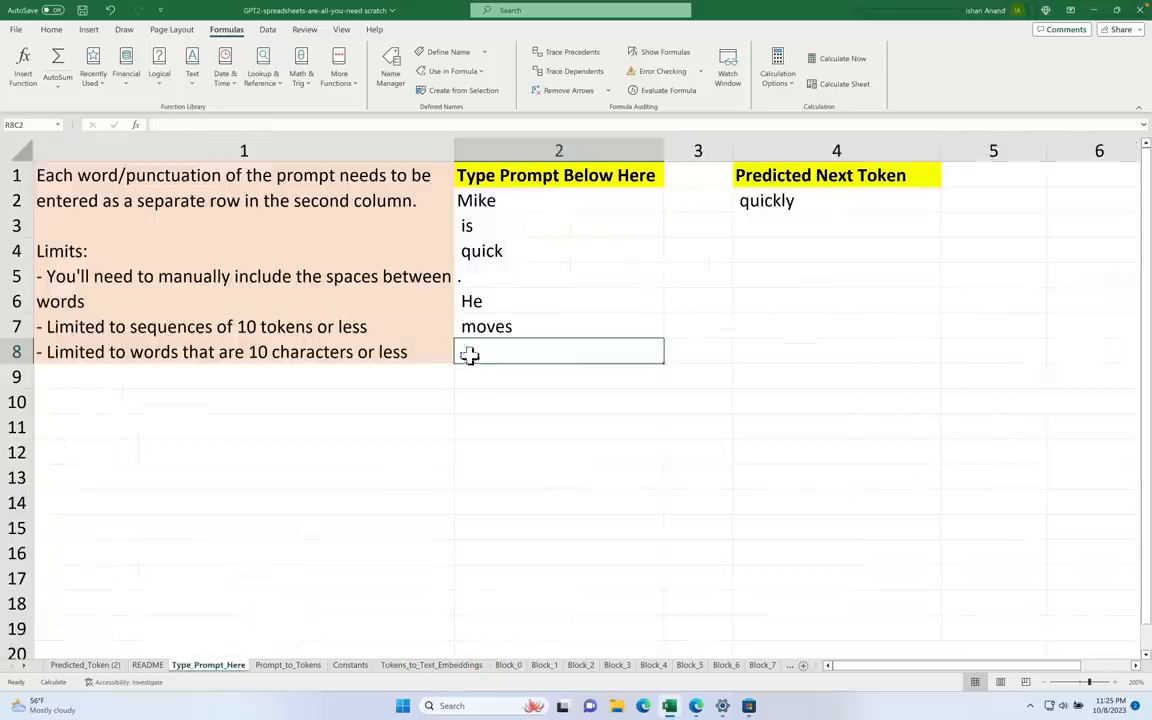 AutoSave Off
GPT2-spreadsheets-are-all-you-need scratch
Search
Ishan Anand IA
File Home Insert Draw Page Layout Formulas Data Review View Help
Comments Share
Insert Function
AutoSum
Recently Used
Financial
Logical
Text
Date & Time
Lookup & Reference
Math & Trig
More Functions
Function Library
Name Manager
Define Name
Use in Formula
Create from Selection
Defined Names
Trace Precedents
Trace Dependents
Remove Arrows
Show Formulas
Error Checking
Evaluate Formula
Formula Auditing
Watch Window
Calculation Options
Calculate Now
Calculate Sheet
Calculation
R8C2 fx
1 2 3 4 5 6
1 Each word/punctuation of the prompt needs to be Type Prompt Below Here Predicted Next Token
2 entered as a separate row in the second column. Mike quickly
3 is
4 Limits: quick
5 - You'll need to manually include the spaces between .
6 words He
7 - Limited to sequences of 10 tokens or less moves
8 - Limited to words that are 10 characters or less
9
10
11
12
13
14
15
16
17
18
19
20
Predicted_Token (2) README Type_Prompt_Here Prompt_to_Tokens Constants Tokens_to_Text_Embeddings Block_0 Block_1 Block_2 Block_3 Block_4 Block_5 Block_6 Block_7 ...
Ready Calculate Accessibility: Investigate 200%
56°F
Mostly cloudy
Search
11:25 PM
10/8/2023